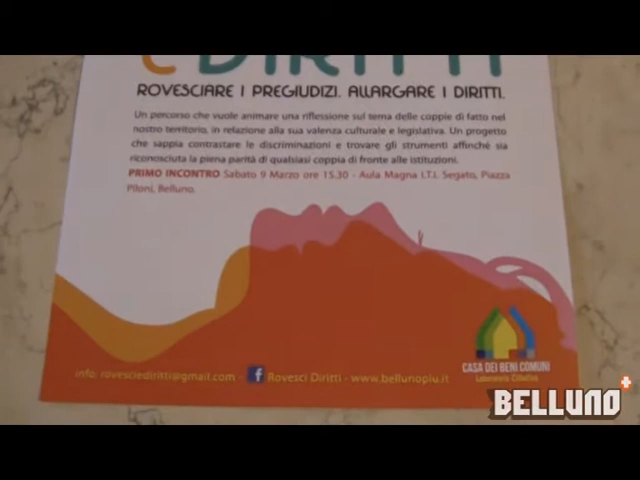 e DIRITTI
ROVESCIARE I PREGIUDIZI. ALLARGARE I DIRITTI.
Un percorso che vuole animare una riflessione sul tema delle coppie di fatto nel
nostro territorio, in relazione alla sua valenza culturale e legislativa. Un progetto
che sappia contrastare le discriminazioni e trovare gli strumenti affinché sia
riconosciuta la piena parità di qualsiasi coppia di fronte alle istituzioni.
PRIMO INCONTRO Sabato 9 Marzo ore 15.30 - Aula Magna I.T.I. Segato, Piazza
Piloni, Belluno.
info: rovesciediritti@gmail.com - f Rovesci Diritti - www.bellunopiu.it
CASA DEI BENI COMUNI
Laboratorio Cittadino
BELLUNO+